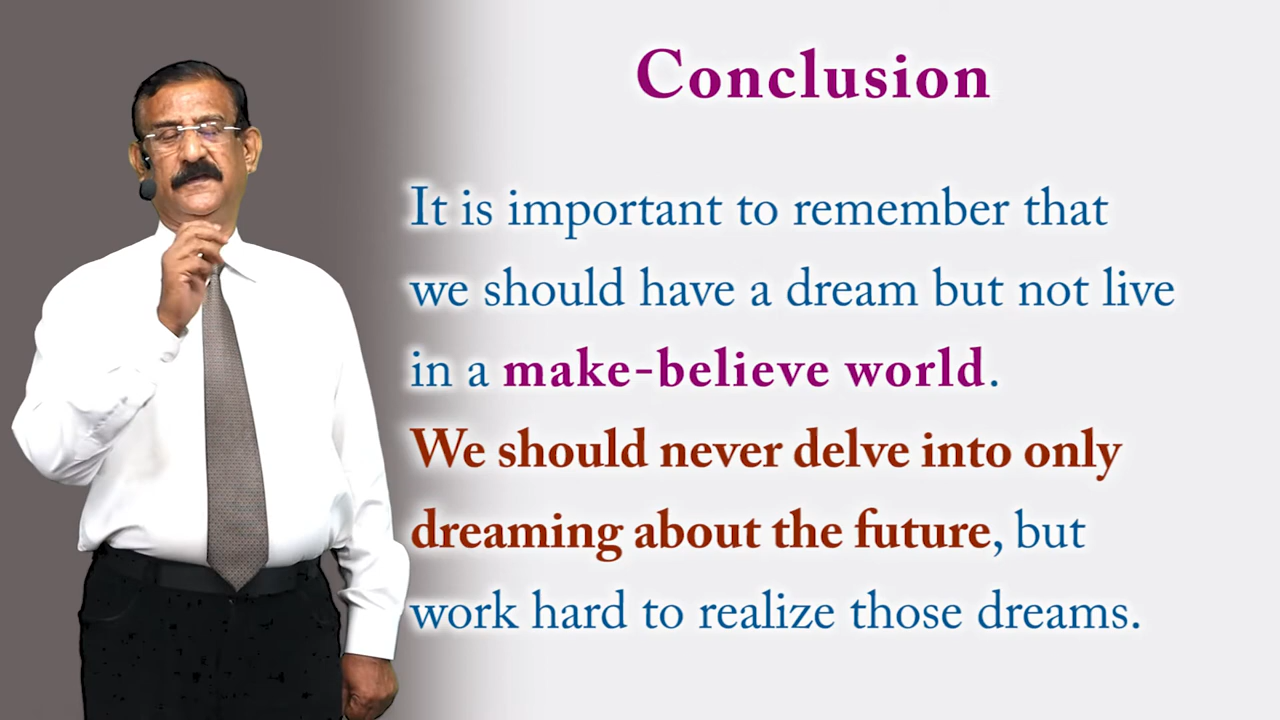 Conclusion
It is important to remember that
we should have a dream but not live
in a make-believe world.
We should never delve into only
dreaming about the future, but
work hard to realize those dreams.